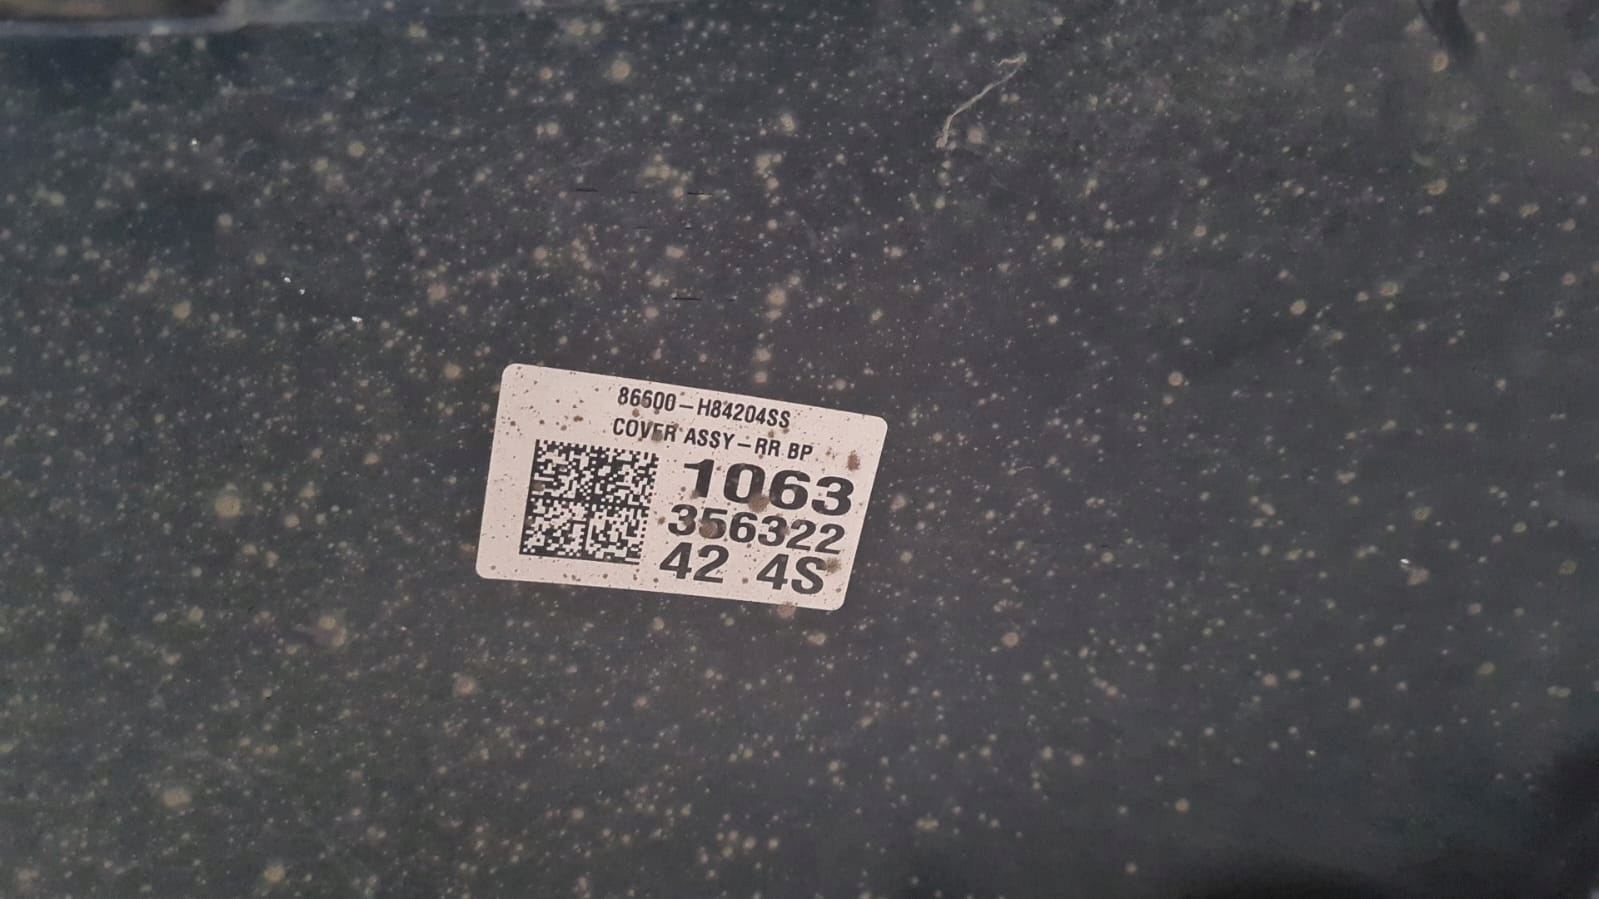 86600-H84204SS
COVER ASSY-RR BP
1063
356322
42 4S